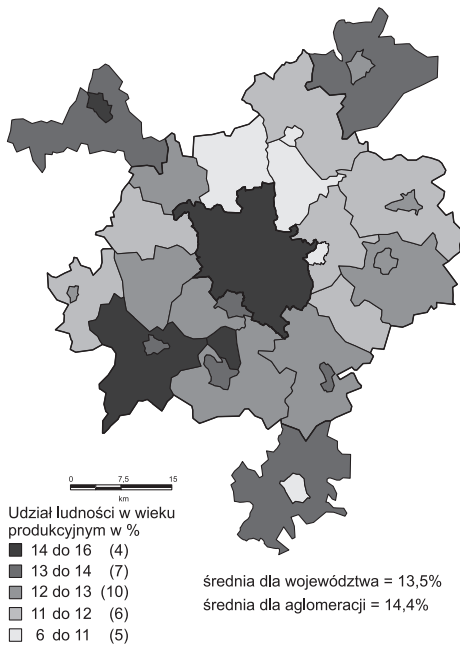 0 7,5 15
km
Udział ludności w wieku
produkcyjnym w %
14 do 16 (4)
13 do 14 (7)
12 do 13 (10)
11 do 12 (6)
6 do 11 (5)
średnia dla województwa = 13,5%
średnia dla aglomeracji = 14,4%